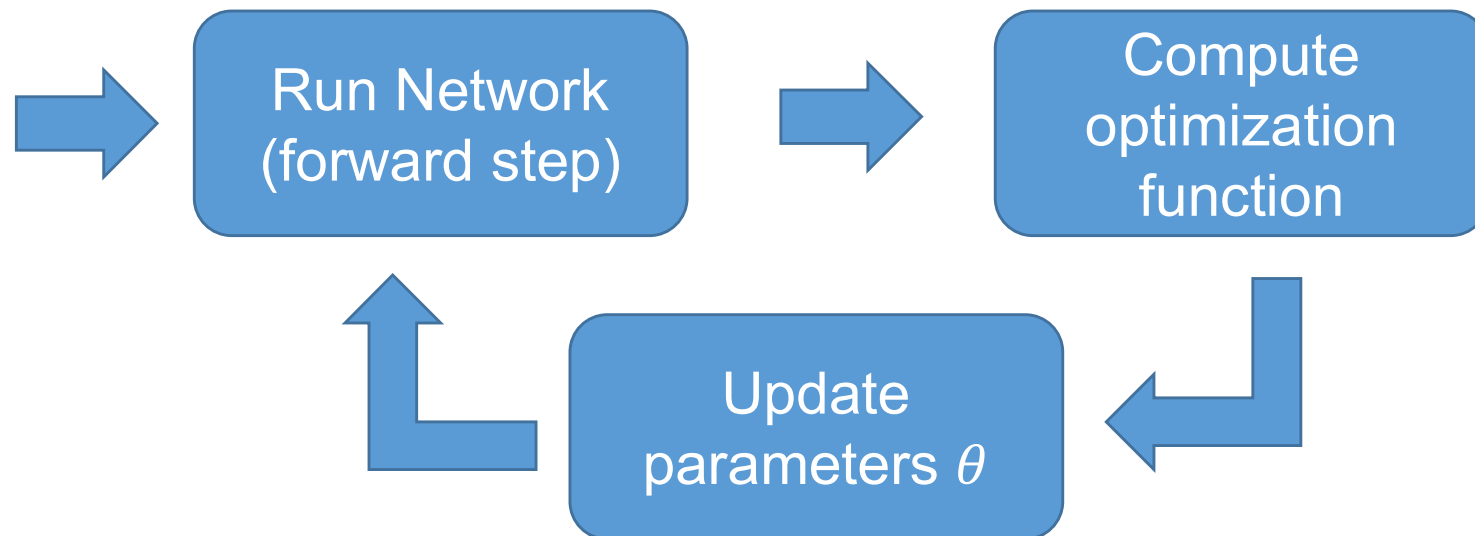 Run Network
(forward step)
Compute
optimization
function
Update
parameters θ